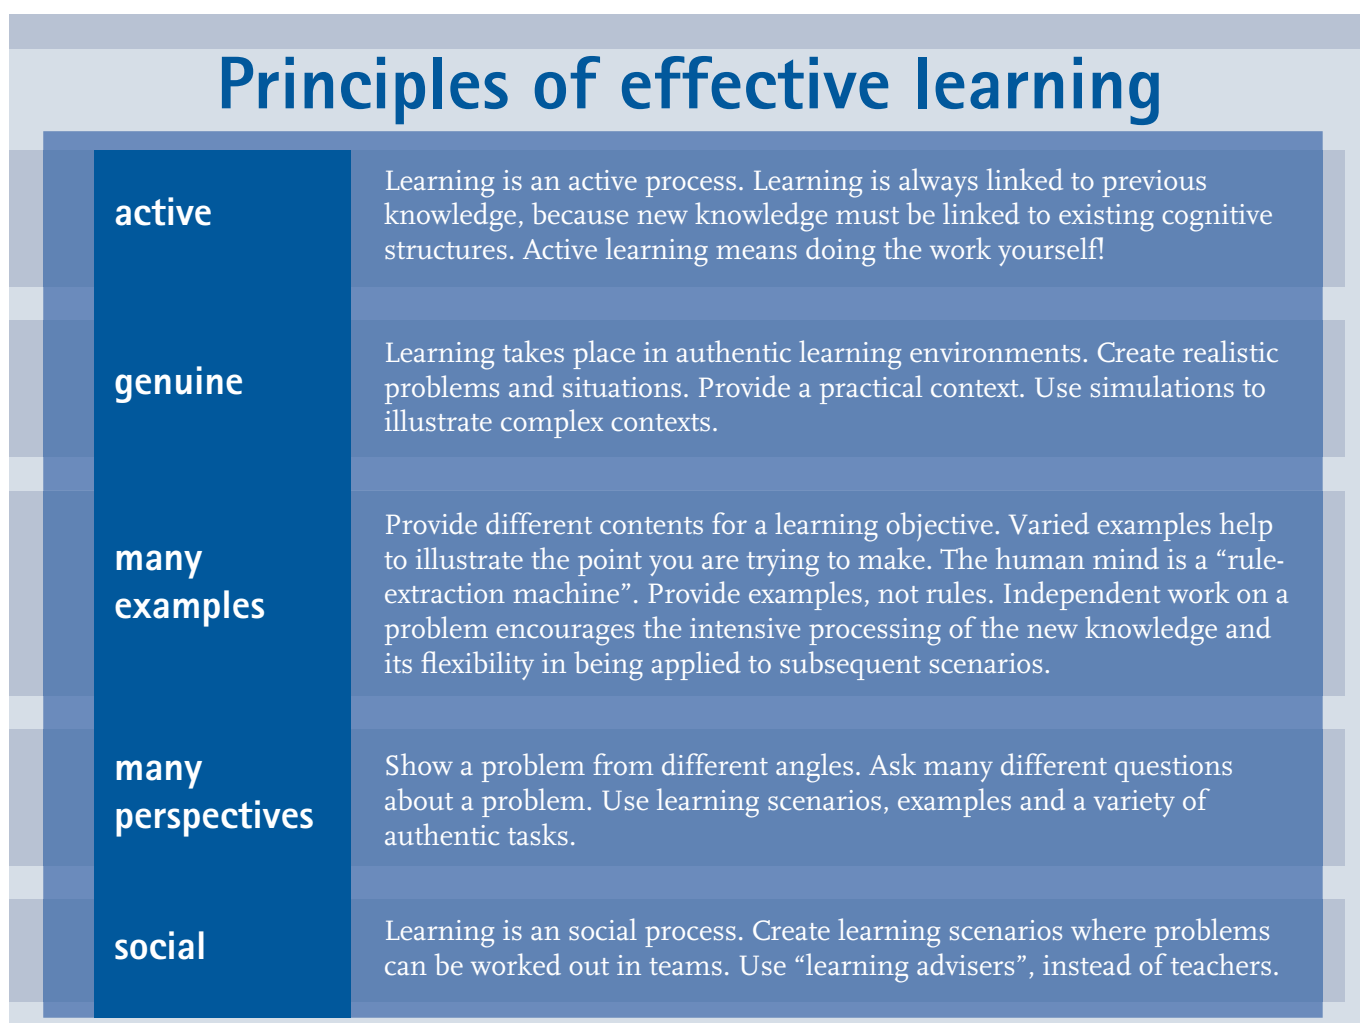 Principles of effective learning
active
Learning is an active process. Learning is always linked to previous
knowledge, because new knowledge must be linked to existing cognitive
structures. Active learning means doing the work yourself!
genuine
Learning takes place in authentic learning environments. Create realistic
problems and situations. Provide a practical context. Use simulations to
illustrate complex contexts.
many
examples
Provide different contents for a learning objective. Varied examples help
to illustrate the point you are trying to make. The human mind is a “rule-
extraction machine”. Provide examples, not rules. Independent work on a
problem encourages the intensive processing of the new knowledge and
its flexibility in being applied to subsequent scenarios.
many
perspectives
Show a problem from different angles. Ask many different questions
about a problem. Use learning scenarios, examples and a variety of
authentic tasks.
social
Learning is an social process. Create learning scenarios where problems
can be worked out in teams. Use “learning advisers”, instead of teachers.